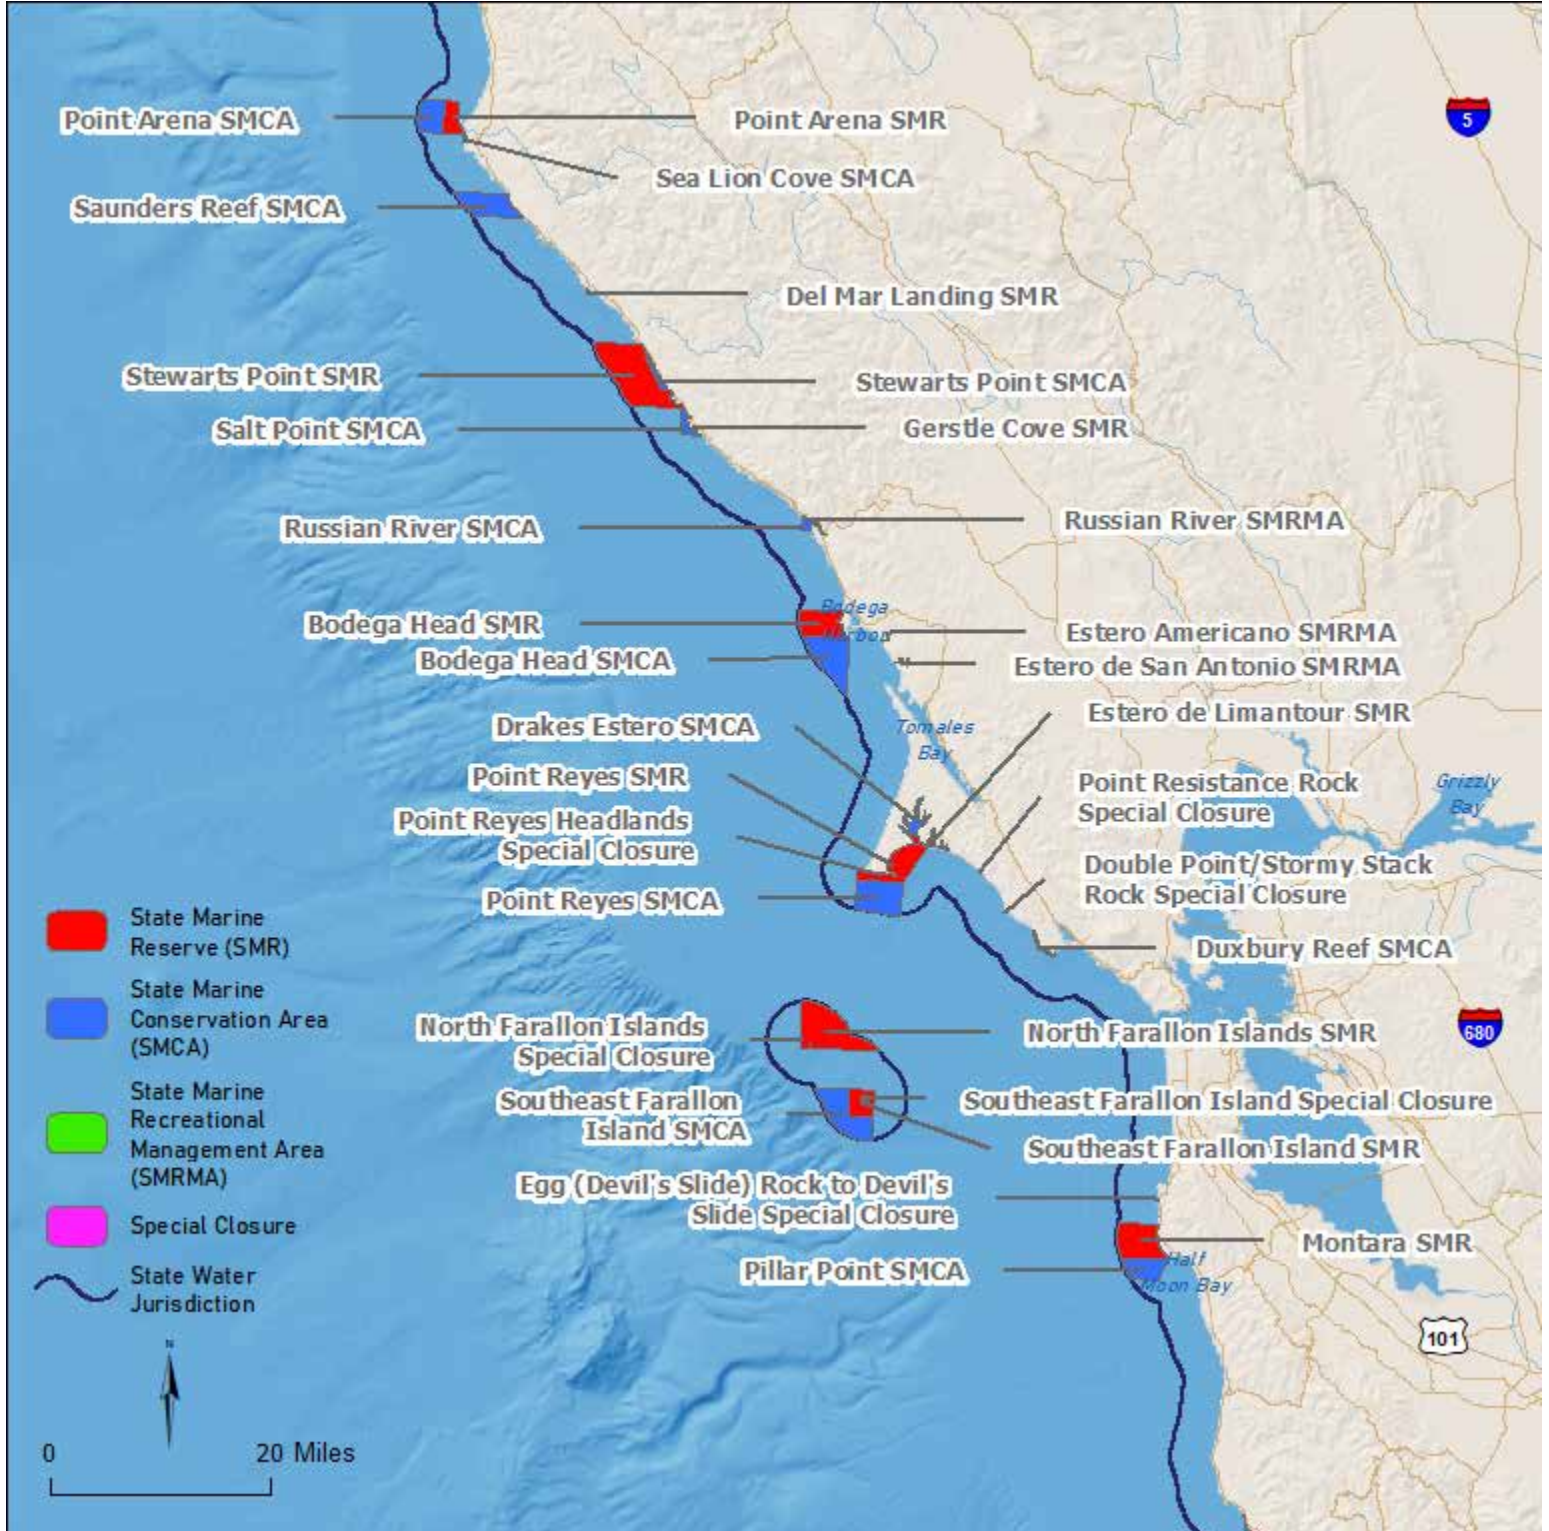 Point Arena SMCA
Point Arena SMR
5
Sea Lion Cove SMCA
Saunders Reef SMCA
Del Mar Landing SMR
Stewarts Point SMR
Stewarts Point SMCA
Salt Point SMCA
Gerstle Cove SMR
Russian River SMCA
Russian River SMRMA
Bodega
Harbor
Bodega Head SMR
Estero Americano SMRMA
Bodega Head SMCA
Estero de San Antonio SMRMA
Drakes Estero SMCA
Estero de Limantour SMR
Tomales
Bay
Point Reyes SMR
Point Resistance Rock
Special Closure
Grizzly
Bay
Point Reyes Headlands
Special Closure
Double Point/Stormy Stack
Rock Special Closure
Point Reyes SMCA
Duxbury Reef SMCA
North Farallon Islands
Special Closure
North Farallon Islands SMR
680
Southeast Farallon
Island SMCA
Southeast Farallon Island Special Closure
Southeast Farallon Island SMR
Egg (Devil's Slide) Rock to Devil's
Slide Special Closure
Montara SMR
Pillar Point SMCA
Half
Moon Bay
101
State Marine
Reserve (SMR)
State Marine
Conservation Area
(SMCA)
State Marine
Recreational
Management Area
(SMRMA)
Special Closure
State Water
Jurisdiction
N
0
20 Miles